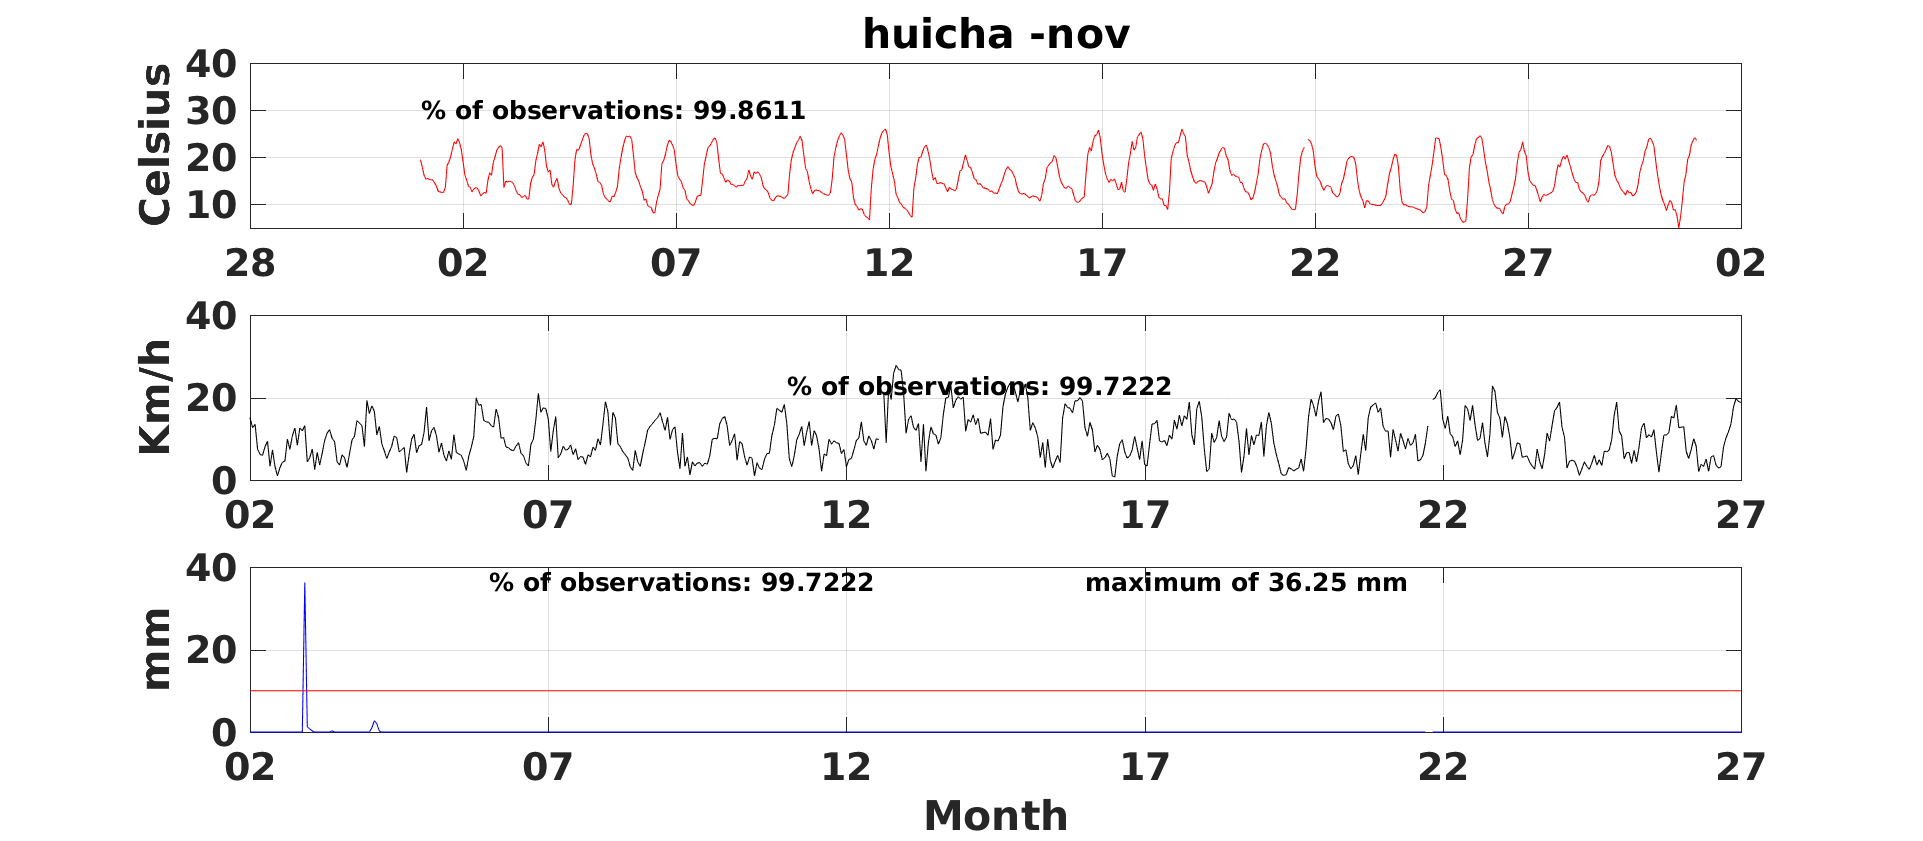 huicha -nov
Celsius
40
30
20
10
% of observations: 99.8611
28 02 07 12 17 22 27 02
Km/h
40
20
0
% of observations: 99.7222
02 07 12 17 22 27
mm
40
20
0
% of observations: 99.7222 maximum of 36.25 mm
02 07 12 17 22 27
Month